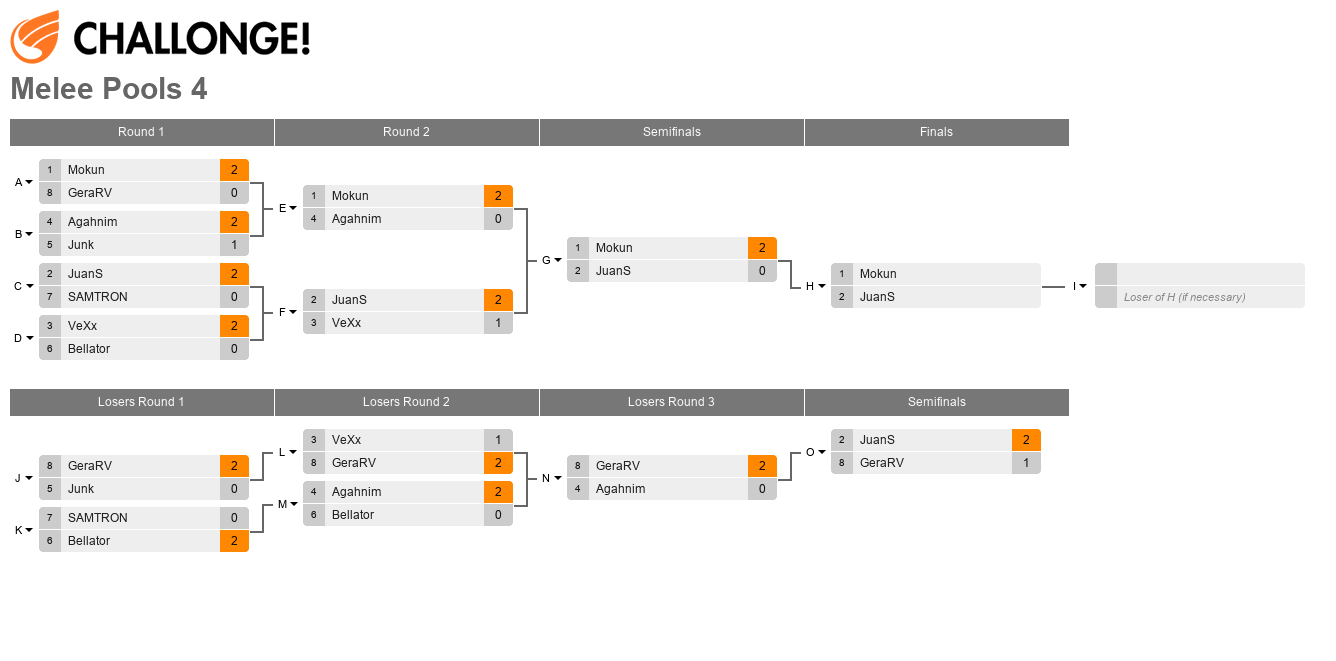 CHALLONGE!
Melee Pools 4
Round 1 Round 2 Semifinals Finals
A 1 Mokun 2
8 GeraRV 0
B 4 Agahnim 2
5 Junk 1
C 2 JuanS 2
7 SAMTRON 0
D 3 VeXx 2
6 Bellator 0
E 1 Mokun 2
4 Agahnim 0
F 2 JuanS 2
3 VeXx 1
G 1 Mokun 2
2 JuanS 0
H 1 Mokun
2 JuanS
I
Loser of H (if necessary)
Losers Round 1 Losers Round 2 Losers Round 3 Semifinals
J 8 GeraRV 2
5 Junk 0
K 7 SAMTRON 0
6 Bellator 2
L 3 VeXx 1
8 GeraRV 2
M 4 Agahnim 2
6 Bellator 0
N 8 GeraRV 2
4 Agahnim 0
O 2 JuanS 2
8 GeraRV 1